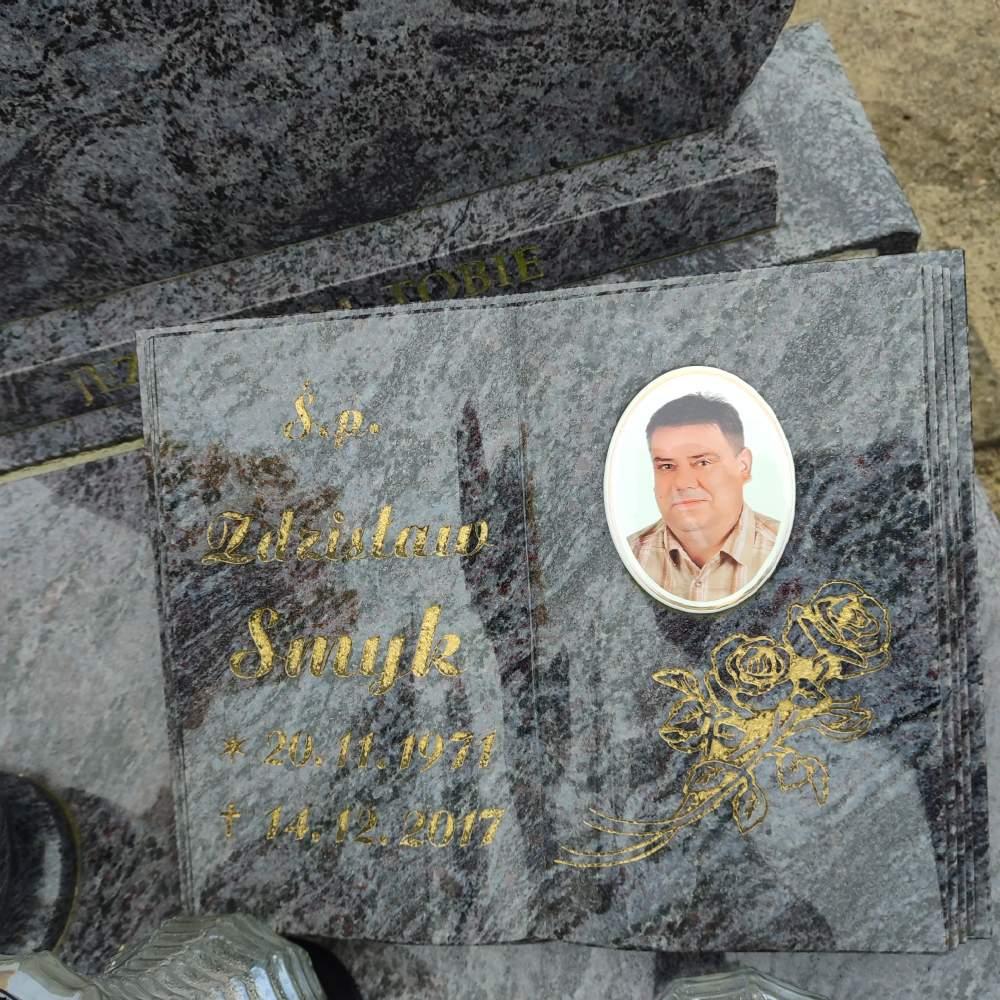 TOBIE
Ś.p.
Zdzisław
Smyk
* 20.11.1971
† 14.12.2017